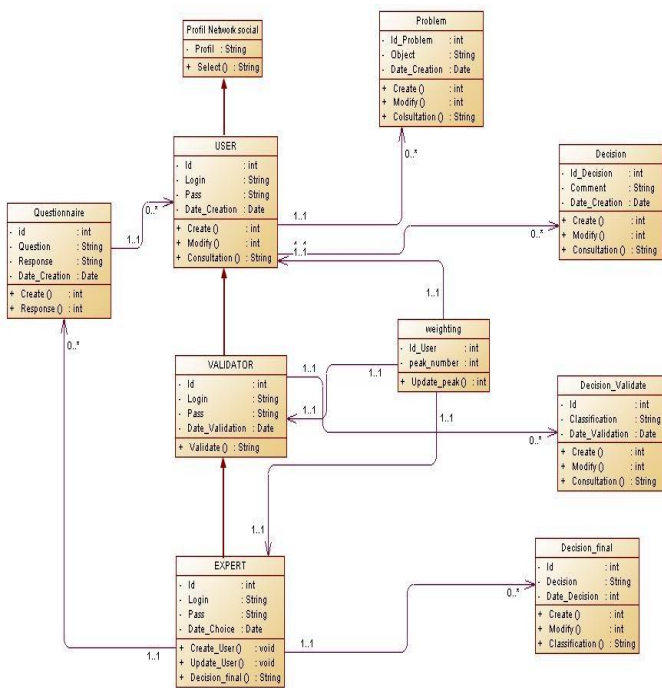 Profil Network social
- Profil : String
+ Select () : String
Problem
- Id_Problem : int
- Object : String
- Date_Creation : Date
+ Create () : int
+ Modify () : int
+ Colsultation () : String
0..*
USER
- Id : int
- Login : String
- Pass : String
- Date_Creation : Date
+ Create () : int
+ Modify () : int
+ Consultation () : String
1..1
1..1
1..1
Decision
- Id_Decision : int
- Comment : String
- Date_Creation : Date
+ Create () : int
+ Modify () : int
+ Consultation () : String
0..*
Questionnaire
- id : int
- Question : String
- Response : String
- Date_Creation : Date
+ Create () : int
+ Response () : int
0..*
1..1
0..*
1..1
weighting
- Id_User : int
- peak_number : int
+ Update_peak () : int
1..1
1..1
VALIDATOR
- Id : int
- Login : String
- Pass : String
- Date_Validation : Date
+ Validate () : String
1..1
1..1
Decision_Validate
- Id : int
- Classification : String
- Date_Validation : Date
+ Create () : int
+ Modify () : int
+ Consultation () : String
0..*
1..1
EXPERT
- Id : int
- Login : String
- Pass : String
- Date_Choice : Date
+ Create_User () : void
+ Update_User () : void
+ Decision_final () : String
1..1
1..1
Decision_final
- Id : int
- Decision : String
- Date_Decision : int
+ Create () : int
+ Modify () : int
+ Classification () : String
0..*